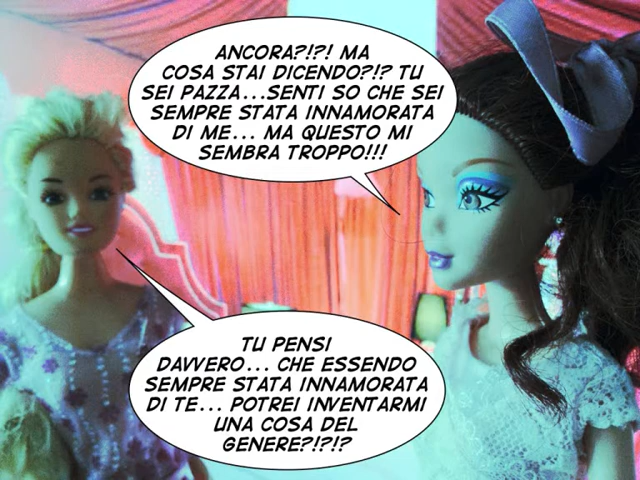 ANCORA?!?! MA
COSA STAI DICENDO?!? TU
SEI PAZZA...SENTI SO CHE SEI
SEMPRE STATA INNAMORATA
DI ME... MA QUESTO MI
SEMBRA TROPPO!!!
TU PENSI
DAVVERO... CHE ESSENDO
SEMPRE STATA INNAMORATA
DI TE... POTREI INVENTARMI
UNA COSA DEL
GENERE?!?!?